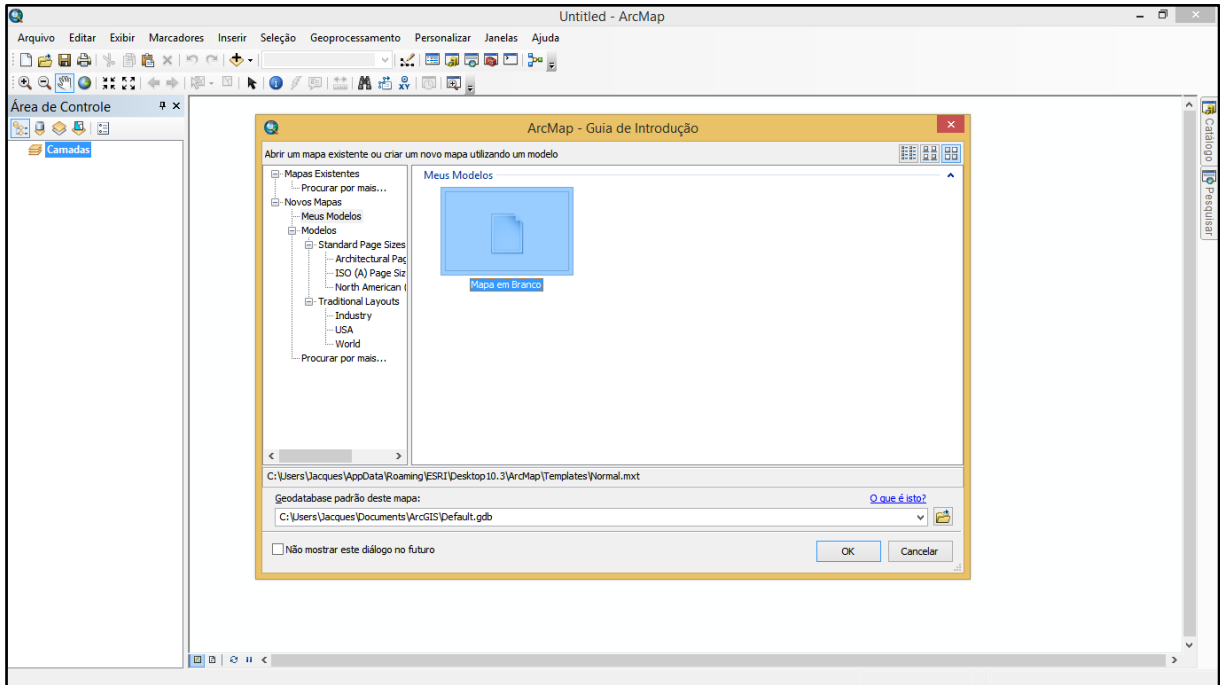 Untitled - ArcMap
Arquivo Editar Exibir Marcadores Inserir Seleção Geoprocessamento Personalizar Janelas Ajuda
Área de Controle
Camadas
ArcMap - Guia de Introdução
Abrir um mapa existente ou criar um novo mapa utilizando um modelo
Mapas Existentes
Procurar por mais...
Novos Mapas
Meus Modelos
Modelos
Standard Page Sizes
Architectural Pag
ISO (A) Page Siz
North American (
Traditional Layouts
Industry
USA
World
Procurar por mais...
Meus Modelos
Mapa em Branco
C:\Users\Jacques\AppData\Roaming\ESRI\Desktop10.3\ArcMap\Templates\Normal.mxt
Geodatabase padrão deste mapa:
O que é isto?
C:\Users\Jacques\Documents\ArcGIS\Default.gdb
Não mostrar este diálogo no futuro
OK
Cancelar
Catálogo
Pesquisar